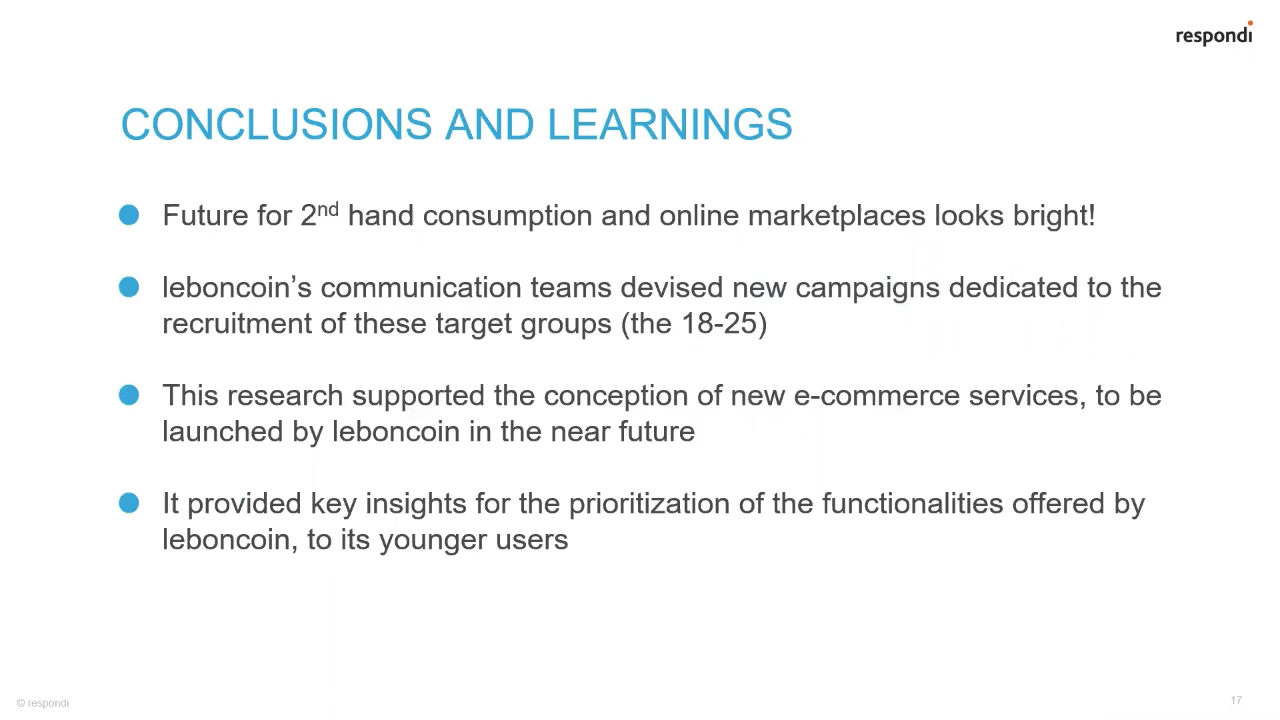 respondi
CONCLUSIONS AND LEARNINGS
Future for 2nd hand consumption and online marketplaces looks bright!
leboncoin’s communication teams devised new campaigns dedicated to the
recruitment of these target groups (the 18-25)
This research supported the conception of new e-commerce services, to be
launched by leboncoin in the near future
It provided key insights for the prioritization of the functionalities offered by
leboncoin, to its younger users
© respondi
17